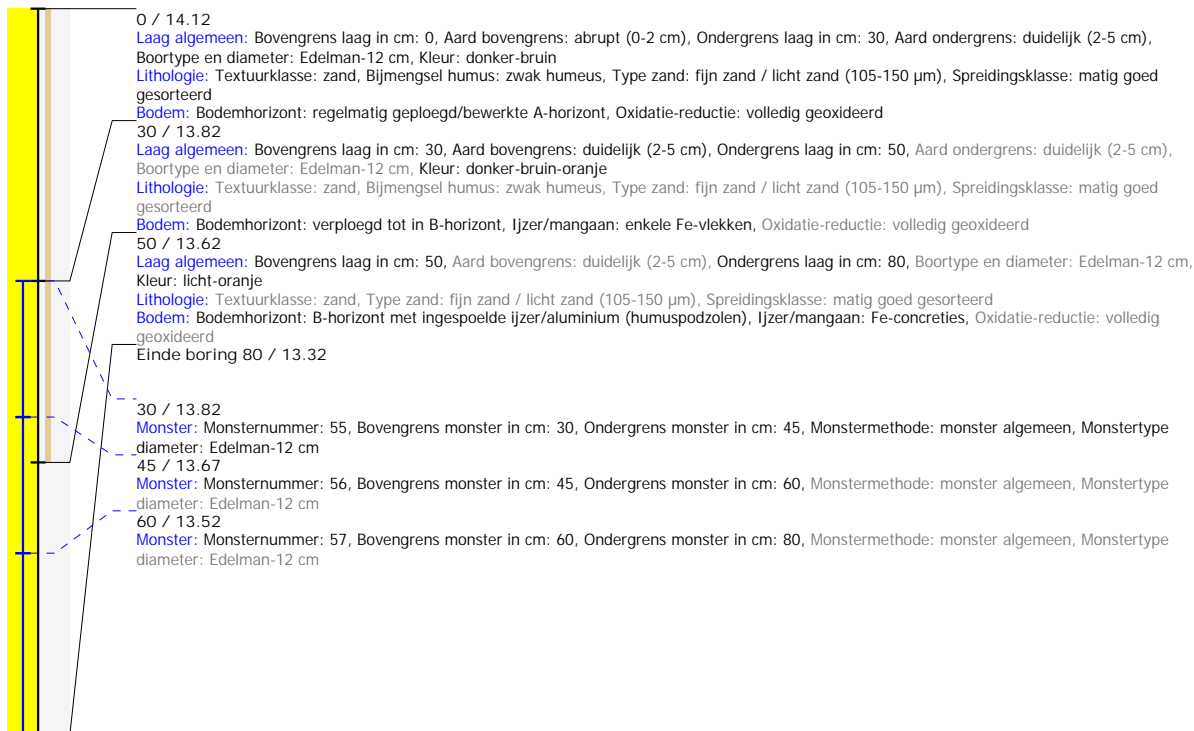 0 / 14.12
Laag algemeen: Bovengrens laag in cm: 0, Aard bovengrens: abrupt (0-2 cm), Ondergrens laag in cm: 30, Aard ondergrens: duidelijk (2-5 cm),
Boortype en diameter: Edelman-12 cm, Kleur: donker-bruin
Lithologie: Textuurklasse: zand, Bijmengsel humus: zwak humeus, Type zand: fijn zand / licht zand (105-150 µm), Spreidingsklasse: matig goed
gesorteerd
Bodem: Bodemhorizont: regelmatig geploegd/bewerkte A-horizont, Oxidatie-reductie: volledig geoxideerd
30 / 13.82
Laag algemeen: Bovengrens laag in cm: 30, Aard bovengrens: duidelijk (2-5 cm), Ondergrens laag in cm: 50, Aard ondergrens: duidelijk (2-5 cm),
Boortype en diameter: Edelman-12 cm, Kleur: donker-bruin-oranje
Lithologie: Textuurklasse: zand, Bijmengsel humus: zwak humeus, Type zand: fijn zand / licht zand (105-150 µm), Spreidingsklasse: matig goed
gesorteerd
Bodem: Bodemhorizont: verploegd tot in B-horizont, Ijzer/mangaan: enkele Fe-vlekken, Oxidatie-reductie: volledig geoxideerd
50 / 13.62
Laag algemeen: Bovengrens laag in cm: 50, Aard bovengrens: duidelijk (2-5 cm), Ondergrens laag in cm: 80, Boortype en diameter: Edelman-12 cm,
Kleur: licht-oranje
Lithologie: Textuurklasse: zand, Type zand: fijn zand / licht zand (105-150 µm), Spreidingsklasse: matig goed gesorteerd
Bodem: Bodemhorizont: B-horizont met ingespoelde ijzer/aluminium (humuspodzolen), Ijzer/mangaan: Fe-concreties, Oxidatie-reductie: volledig
geoxideerd
Einde boring 80 / 13.32
30 / 13.82
Monster: Monsternummer: 55, Bovengrens monster in cm: 30, Ondergrens monster in cm: 45, Monstermethode: monster algemeen, Monstertype
diameter: Edelman-12 cm
45 / 13.67
Monster: Monsternummer: 56, Bovengrens monster in cm: 45, Ondergrens monster in cm: 60, Monstermethode: monster algemeen, Monstertype
diameter: Edelman-12 cm
60 / 13.52
Monster: Monsternummer: 57, Bovengrens monster in cm: 60, Ondergrens monster in cm: 80, Monstermethode: monster algemeen, Monstertype
diameter: Edelman-12 cm